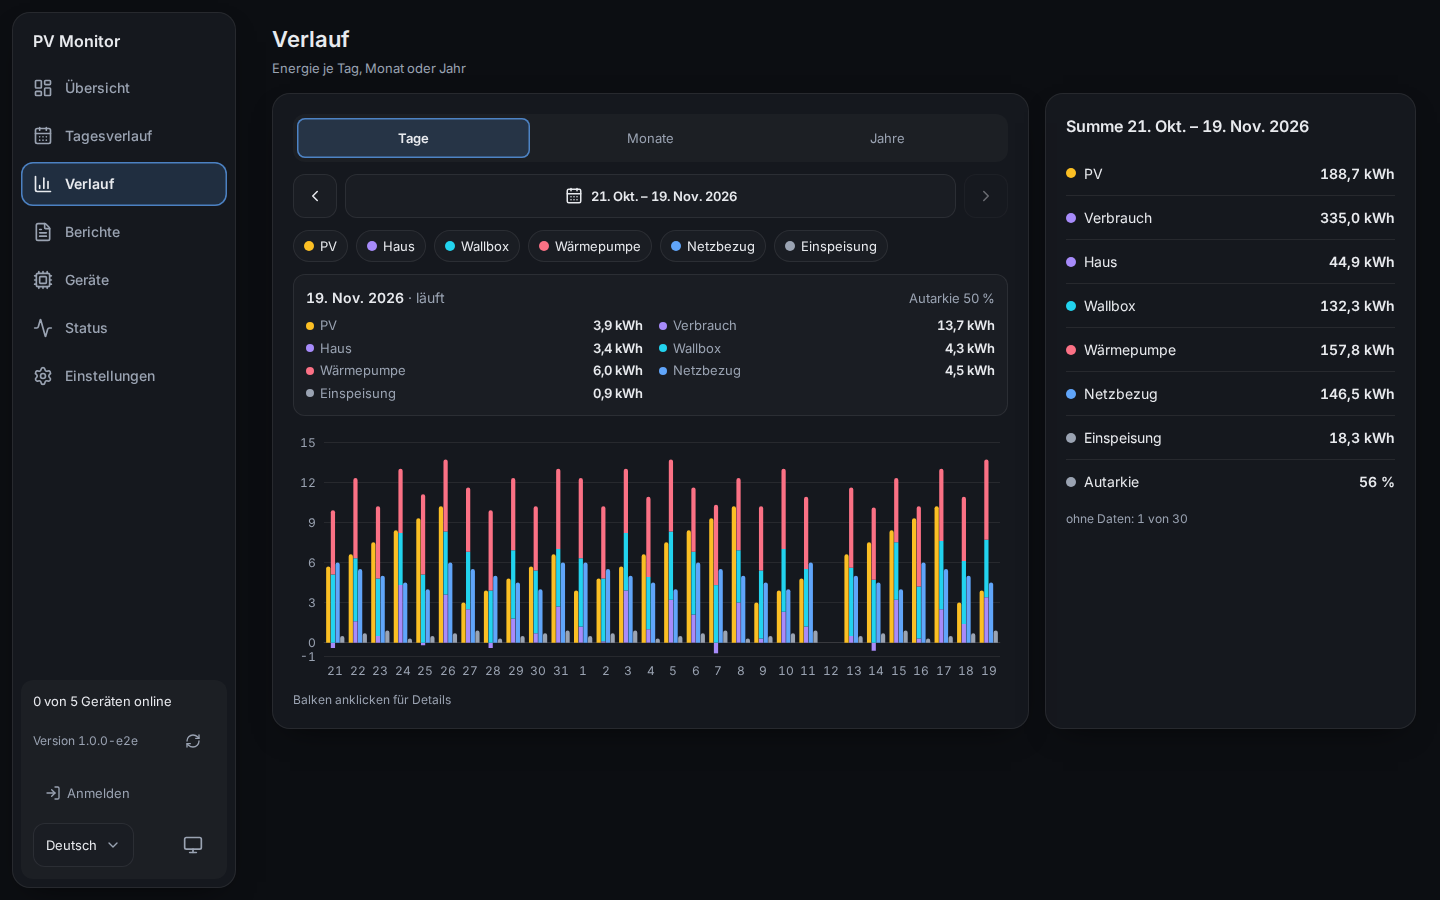 PV Monitor
Übersicht
Tagesverlauf
Verlauf
Berichte
Geräte
Status
Einstellungen
0 von 5 Geräten online
Version 1.0.0-e2e
Anmelden
Deutsch
Verlauf
Energie je Tag, Monat oder Jahr
Tage Monate Jahre
21. Okt. – 19. Nov. 2026
PV Haus Wallbox Wärmepumpe Netzbezug Einspeisung
19. Nov. 2026 · läuft Autarkie 50 %
PV 3,9 kWh Verbrauch 13,7 kWh
Haus 3,4 kWh Wallbox 4,3 kWh
Wärmepumpe 6,0 kWh Netzbezug 4,5 kWh
Einspeisung 0,9 kWh
15
12
9
6
3
0
-1
21 22 23 24 25 26 27 28 29 30 31 1 2 3 4 5 6 7 8 9 10 11 12 13 14 15 16 17 18 19
Balken anklicken für Details
Summe 21. Okt. – 19. Nov. 2026
PV 188,7 kWh
Verbrauch 335,0 kWh
Haus 44,9 kWh
Wallbox 132,3 kWh
Wärmepumpe 157,8 kWh
Netzbezug 146,5 kWh
Einspeisung 18,3 kWh
Autarkie 56 %
ohne Daten: 1 von 30